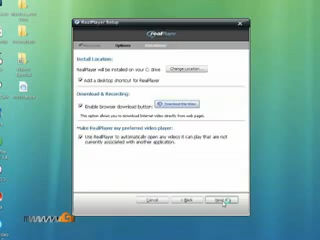 RealPlayer Setup
RealPlayer
Options
Install Location:
RealPlayer will be installed on your C: drive
Change Location...
Add a desktop shortcut for RealPlayer
Download & Recording:
Enable browser download button:
Download This Video
This option allows you to download Internet video directly from web pages.
Make RealPlayer my preferred video player:
Use RealPlayer to automatically open any videos it can play that are not
currently associated with another application.
Cancel
< Back
Next >